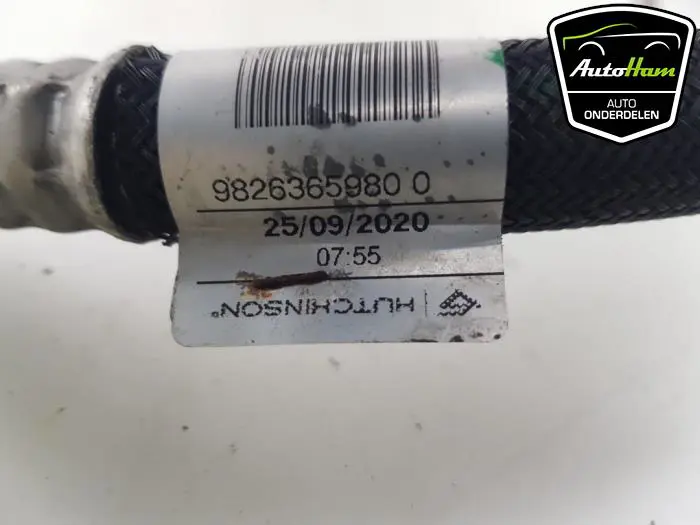 AutoHam
AUTO
ONDERDELEN
9826365980 0
25/09/2020
07:55
HUTCHINSON®